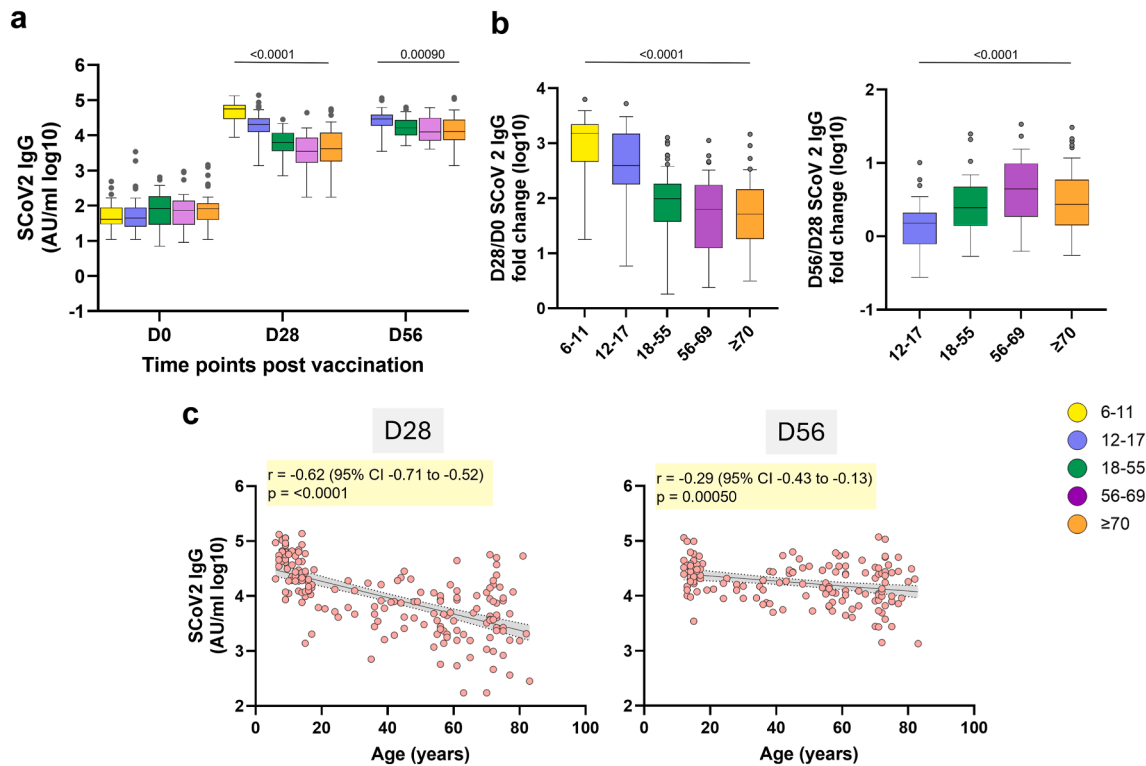 a
<0.0001
0.00090
SCoV2 IgG
(AU/ml log10)
6
5
4
3
2
1
0
-1
D0
D28
D56
Time points post vaccination
b
<0.0001
D28/D0 SCoV 2 IgG
fold change (log10)
4
3
2
1
0
6-11
12-17
18-55
56-69
≥70
<0.0001
D56/D28 SCoV 2 IgG
fold change (log10)
2
1
0
-1
12-17
18-55
56-69
≥70
c
D28
r = -0.62 (95% CI -0.71 to -0.52)
p = <0.0001
SCoV2 IgG
(AU/ml log10)
6
5
4
3
2
0
20
40
60
80
100
Age (years)
D56
r = -0.29 (95% CI -0.43 to -0.13)
p = 0.00050
6
5
4
3
2
0
20
40
60
80
100
Age (years)
6-11
12-17
18-55
56-69
≥70